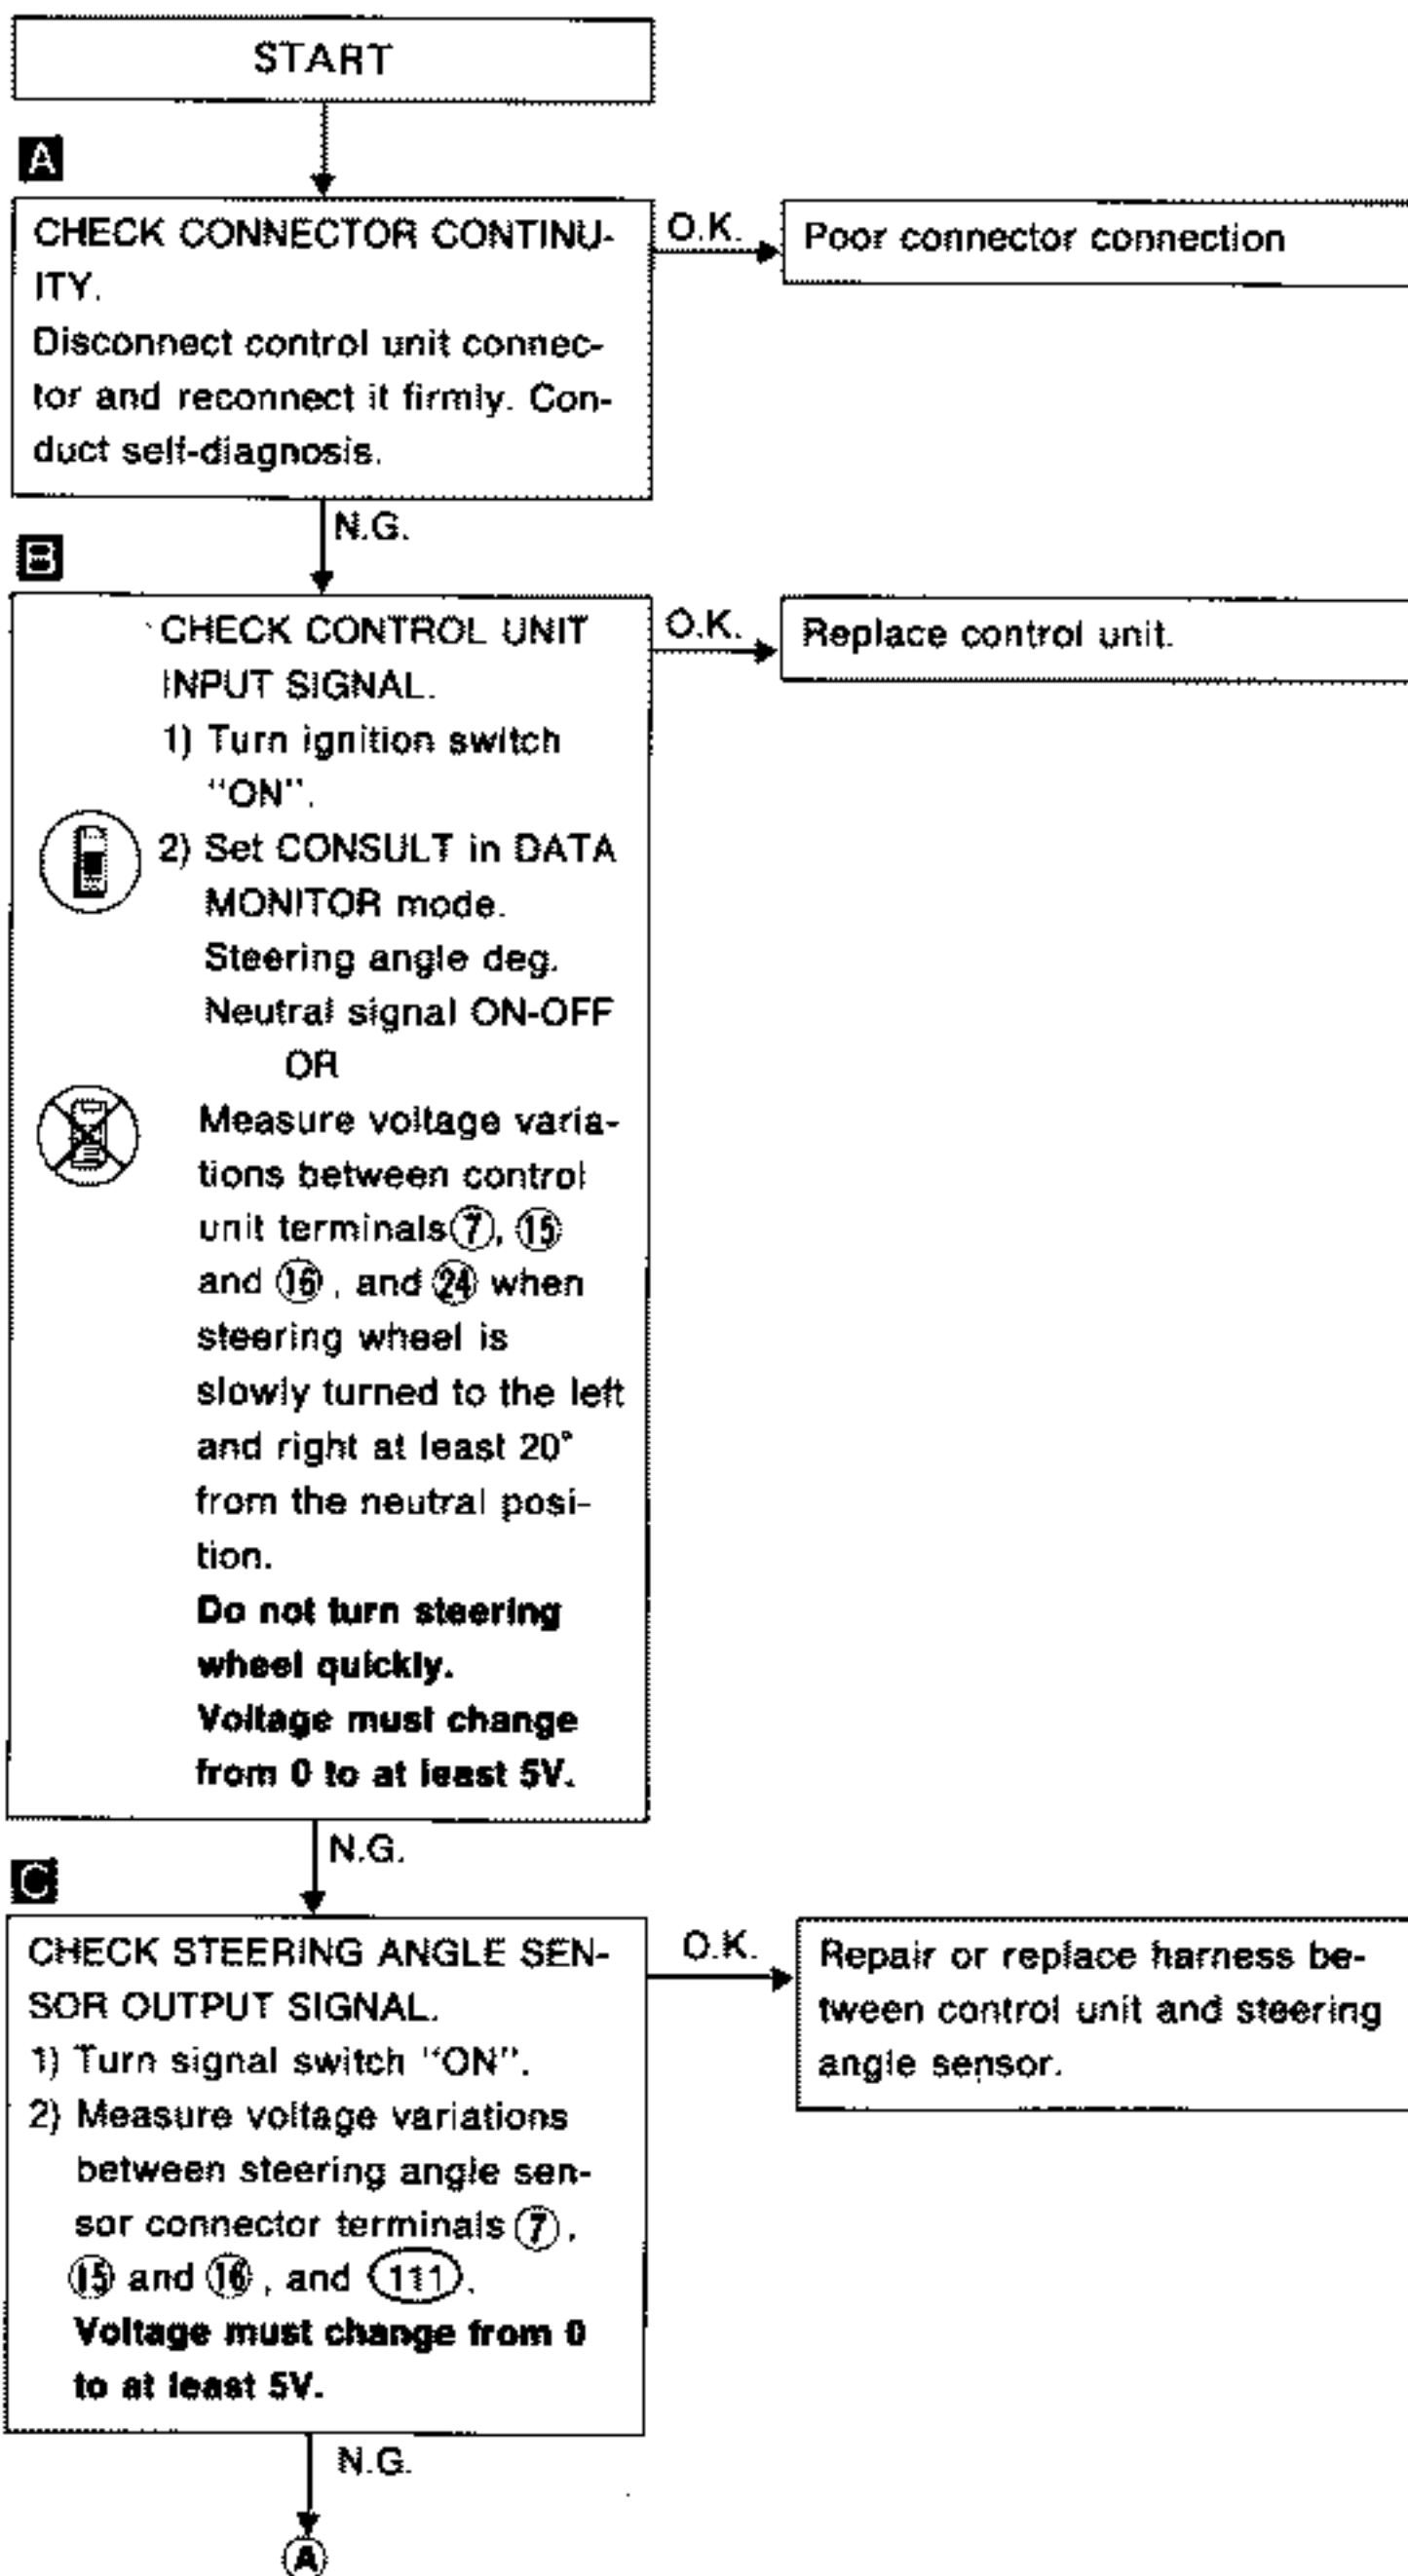 START
A
CHECK CONNECTOR CONTINU-
ITY.
Disconnect control unit connec-
tor and reconnect it firmly. Con-
duct self-diagnosis.
O.K.
Poor connector connection
N.G.
B
CHECK CONTROL UNIT
INPUT SIGNAL.
1) Turn ignition switch
"ON".
2) Set CONSULT in DATA
MONITOR mode.
Steering angle deg.
Neutral signal ON-OFF
OR
Measure voltage varia-
tions between control
unit terminals ⑦, ⑮
and ⑯, and ㉔ when
steering wheel is
slowly turned to the left
and right at least 20°
from the neutral posi-
tion.
Do not turn steering
wheel quickly.
Voltage must change
from 0 to at least 5V.
O.K.
Replace control unit.
N.G.
C
CHECK STEERING ANGLE SEN-
SOR OUTPUT SIGNAL.
1) Turn signal switch "ON".
2) Measure voltage variations
between steering angle sen-
sor connector terminals ⑦,
⑮ and ⑯, and (111).
Voltage must change from 0
to at least 5V.
O.K.
Repair or replace harness be-
tween control unit and steering
angle sensor.
N.G.
Ⓐ